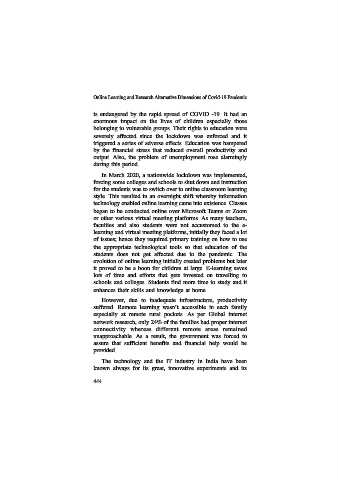 Online Learning and Research Alternative Dimensions of Covid-19 Pandemic
is endangered by the rapid spread of COVID -19. It had an
enormous impact on the lives of children especially those
belonging to vulnerable groups. Their rights to education were
severely affected since the lockdown was enforced and it
triggered a series of adverse effects. Education was hampered
by the financial stress that reduced overall productivity and
output. Also, the problem of unemployment rose alarmingly
during this period.
In March 2020, a nationwide lockdown was implemented,
forcing some colleges and schools to shut down and instruction
for the students was to switch over to online classroom learning
style. This resulted in an overnight shift whereby information
technology enabled online learning came into existence. Classes
began to be conducted online over Microsoft Teams or Zoom
or other various virtual meeting platforms. As many teachers,
faculties and also students were not accustomed to the e-
learning and virtual meeting platforms, initially they faced a lot
of issues; hence they required primary training on how to use
the appropriate technological tools so that education of the
students does not get affected due to the pandemic. The
evolution of online learning initially created problems but later
it proved to be a boon for children at large. E-learning saves
lots of time and efforts that gets invested on travelling to
schools and colleges. Students find more time to study and it
enhances their skills and knowledge at home.
However, due to inadequate infrastructure, productivity
suffered. Remote learning wasn't accessible to each family
especially at remote rural pockets. As per Global internet
network research, only 24% of the families had proper internet
connectivity whereas different remote areas remained
unapproachable. As a result, the government was forced to
assure that sufficient benefits and financial help would be
provided.
The technology and the IT industry in India have been
known always for its great, innovative experiments and its